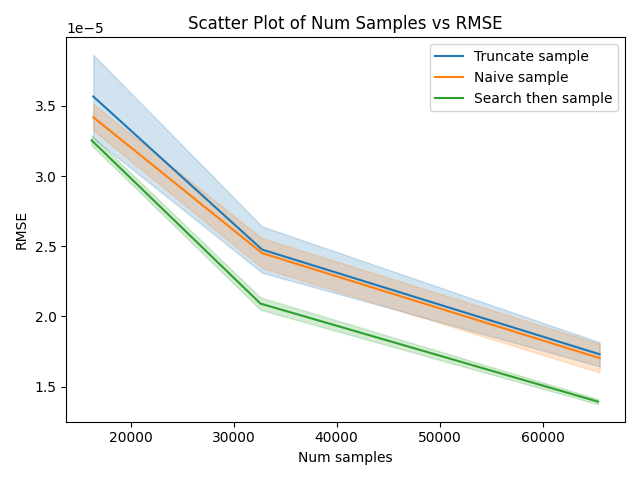 Scatter Plot of Num Samples vs RMSE
1e−5
Truncate sample
Naive sample
Search then sample
3.5
3.0
2.5
2.0
1.5
RMSE
20000 30000 40000 50000 60000
Num samples